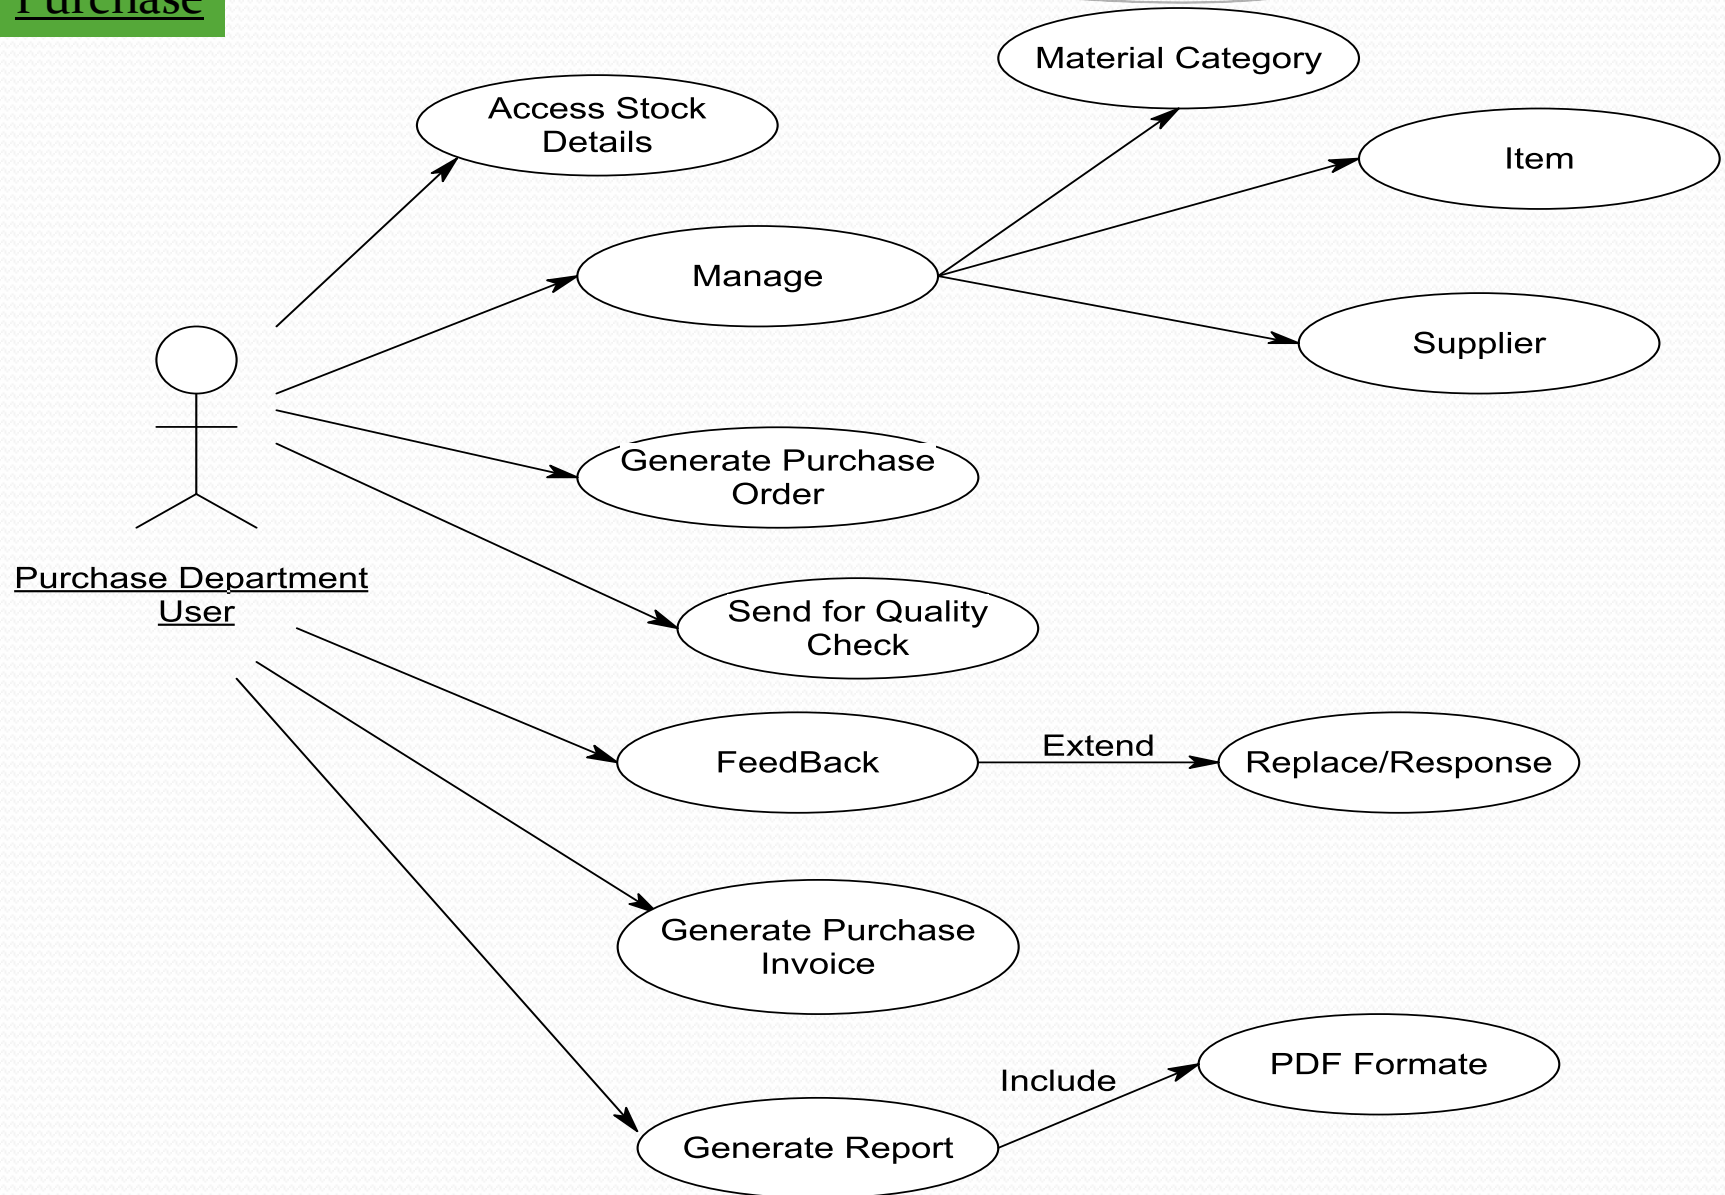 Purchase
Material Category
Access Stock
Details
Item
Manage
Supplier
Generate Purchase
Order
Purchase Department
User
Send for Quality
Check
FeedBack
Extend
Replace/Response
Generate Purchase
Invoice
PDF Formate
Include
Generate Report